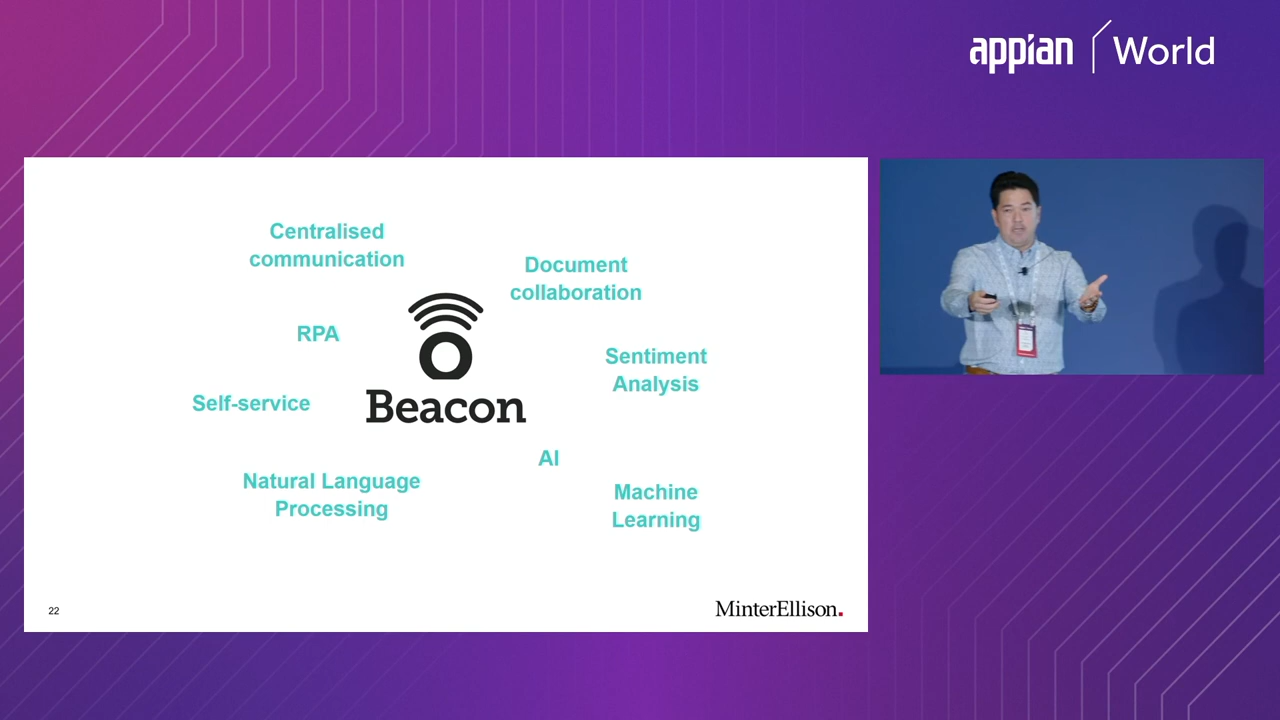 appian World
Centralised
communication
Document
collaboration
RPA
Sentiment
Analysis
Self-service
Beacon
AI
Natural Language
Processing
Machine
Learning
22
MinterEllison.